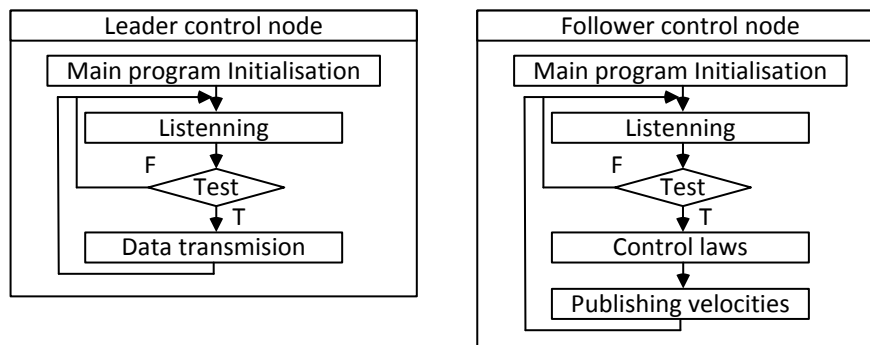 Leader control node
Main program Initialisation
Listenning
F
Test
T
Data transmision
Follower control node
Main program Initialisation
Listenning
F
Test
T
Control laws
Publishing velocities